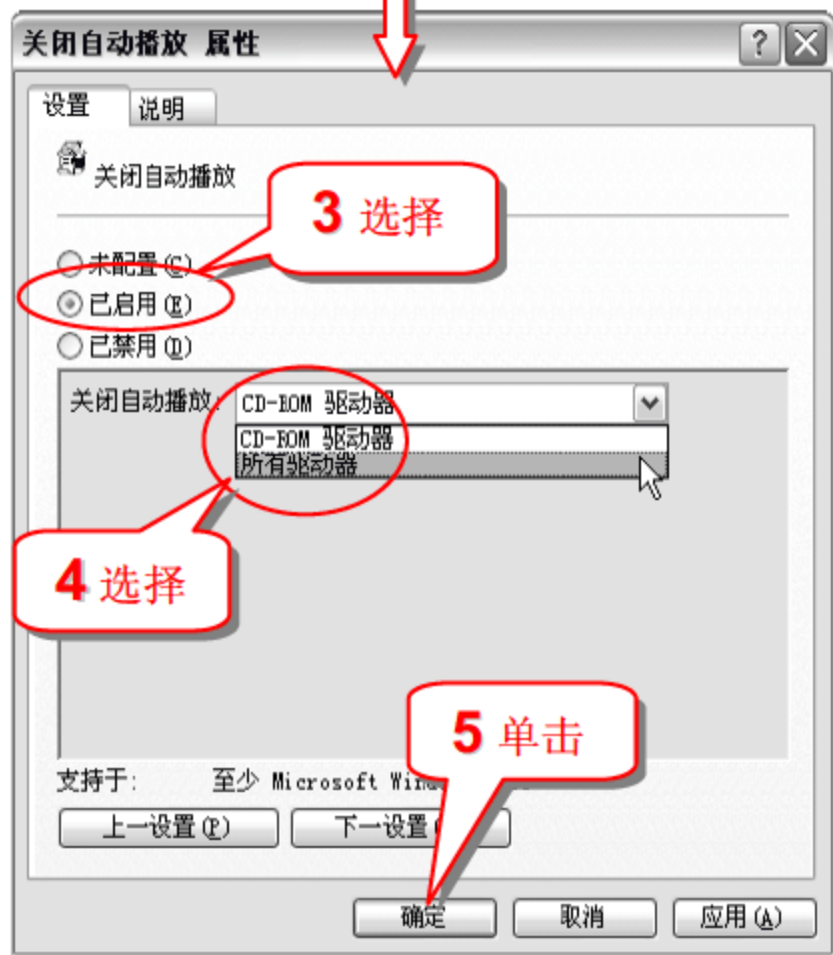 关闭自动播放 属性
设置 说明
关闭自动播放
3 选择
未配置(C)
已启用(E)
已禁用(D)
关闭自动播放: CD-ROM 驱动器
CD-ROM 驱动器
所有驱动器
4 选择
5 单击
支持于: 至少 Microsoft
上一设置(P) 下一设置
确定 取消 应用(A)